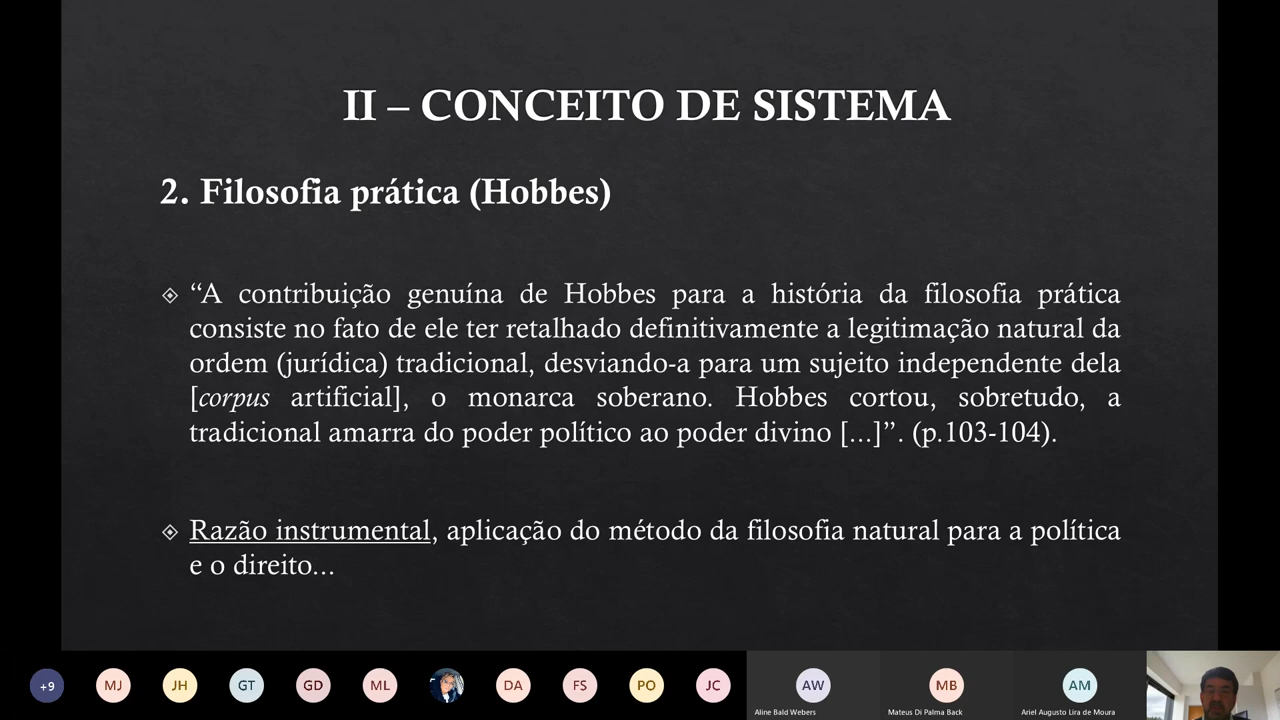 II – CONCEITO DE SISTEMA
2. Filosofia prática (Hobbes)
“A contribuição genuína de Hobbes para a história da filosofia prática
consiste no fato de ele ter retalhado definitivamente a legitimação natural da
ordem (jurídica) tradicional, desviando-a para um sujeito independente dela
[corpus artificial], o monarca soberano. Hobbes cortou, sobretudo, a
tradicional amarra do poder político ao poder divino [...]”. (p.103-104).
Razão instrumental, aplicação do método da filosofia natural para a política
e o direito...
+9 MJ JH GT GD ML DA FS PO JC AW MB AM
Aline Bald Webers Mateus Di Palma Back Ariel Augusto Lira de Moura